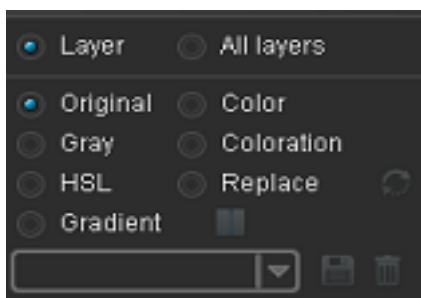 Layer All layers
Original Color
Gray Coloration
HSL Replace
Gradient